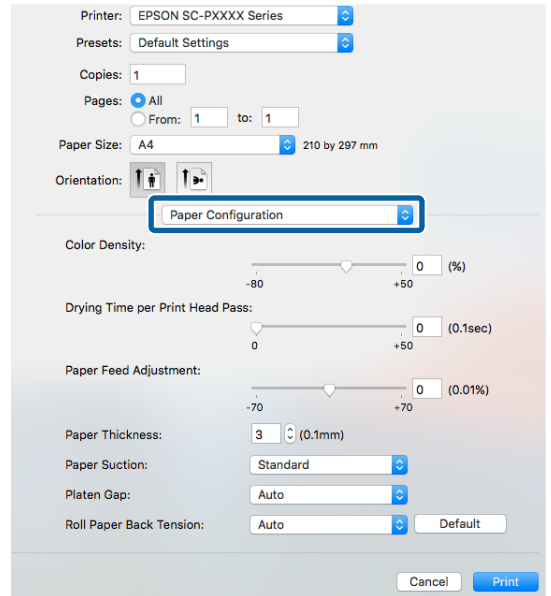 Printer: EPSON SC-PXXXX Series
Presets: Default Settings
Copies: 1
Pages: All
From: 1 to: 1
Paper Size: A4 210 by 297 mm
Orientation:
Paper Configuration
Color Density:
0 (%)
-80 +50
Drying Time per Print Head Pass:
0 (0.1sec)
0 +50
Paper Feed Adjustment:
0 (0.01%)
-70 +70
Paper Thickness: 3 (0.1mm)
Paper Suction: Standard
Platen Gap: Auto
Roll Paper Back Tension: Auto Default
Cancel Print